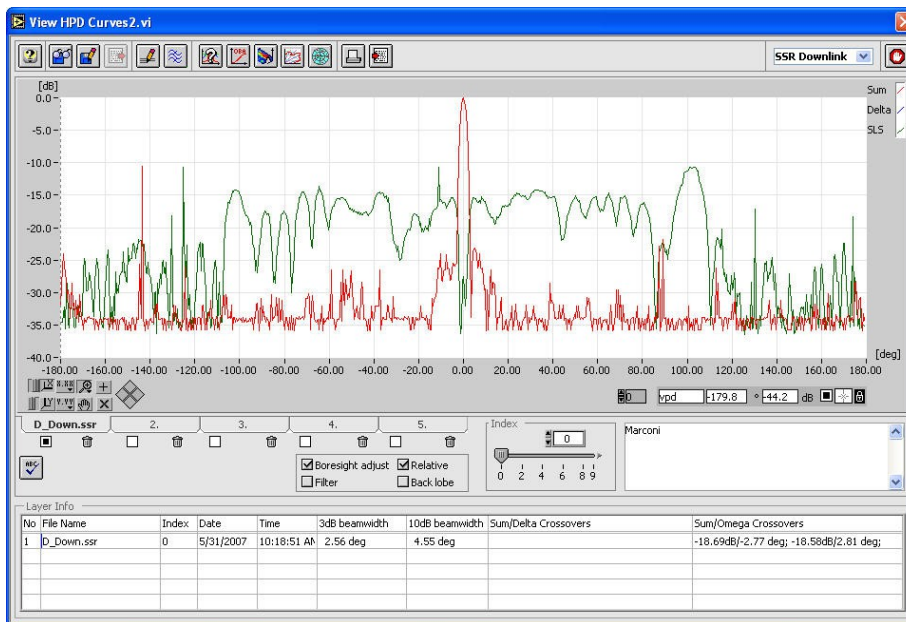 View HPD Curves2.vi
SSR Downlink
[dB]
Sum
Delta
SLS
0.0
-5.0
-10.0
-15.0
-20.0
-25.0
-30.0
-35.0
-40.0
[deg]
-180.00 -160.00 -140.00 -120.00 -100.00 -80.00 -60.00 -40.00 -20.00 0.00 20.00 40.00 60.00 80.00 100.00 120.00 140.00 160.00 180.00
0 vpd -179.8 ° -44.2 dB
D_Down.ssr 2. 3. 4. 5.
Index
0
0 2 4 6 8 9
Marconi
ABC
Boresight adjust Relative
Filter Back lobe
Layer Info
No File Name Index Date Time 3dB beamwidth 10dB beamwidth Sum/Delta Crossovers Sum/Omega Crossovers
1 D_Down.ssr 0 5/31/2007 10:18:51 AM 2.56 deg 4.55 deg -18.69dB/-2.77 deg; -18.58dB/2.81 deg;